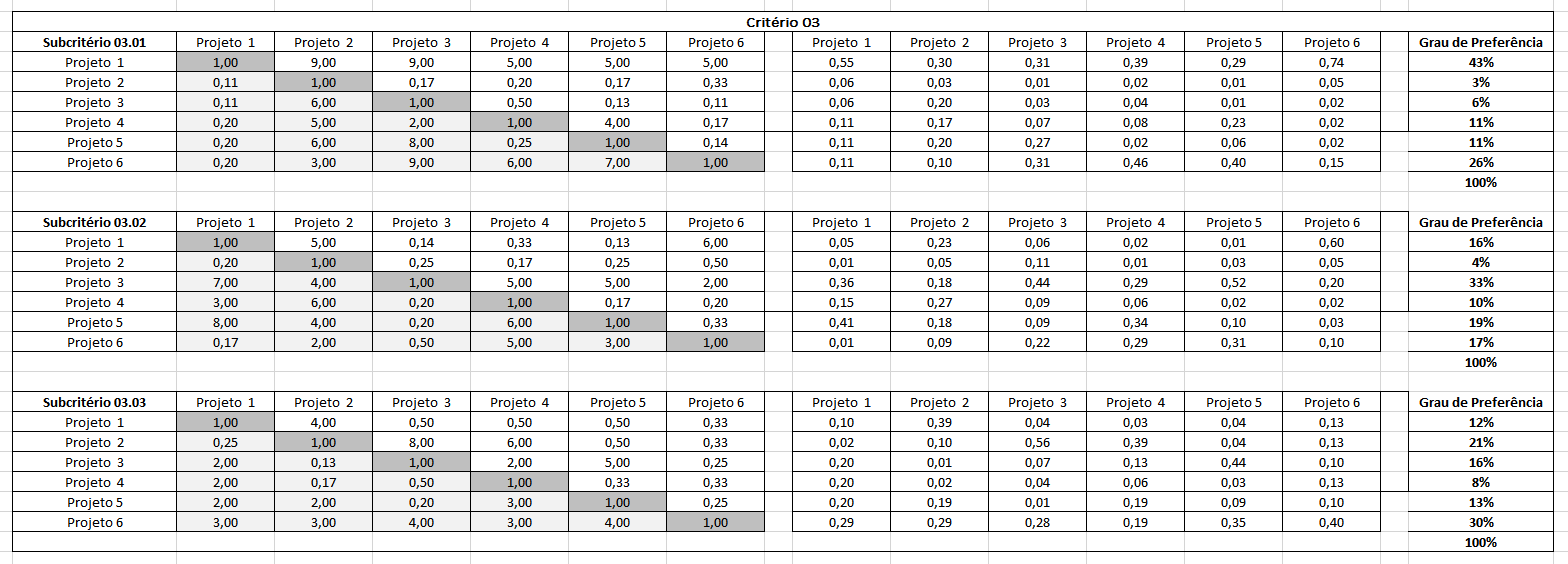 Critério 03
Subcritério 03.01 Projeto 1 Projeto 2 Projeto 3 Projeto 4 Projeto 5 Projeto 6 Projeto 1 Projeto 2 Projeto 3 Projeto 4 Projeto 5 Projeto 6 Grau de Preferência
Projeto 1 1,00 9,00 9,00 5,00 5,00 5,00 0,55 0,30 0,31 0,39 0,29 0,74 43%
Projeto 2 0,11 1,00 0,17 0,20 0,17 0,33 0,06 0,03 0,01 0,02 0,01 0,05 3%
Projeto 3 0,11 6,00 1,00 0,50 0,13 0,11 0,06 0,20 0,03 0,04 0,01 0,02 6%
Projeto 4 0,20 5,00 2,00 1,00 4,00 0,17 0,11 0,17 0,07 0,08 0,23 0,02 11%
Projeto 5 0,20 6,00 8,00 0,25 1,00 0,14 0,11 0,20 0,27 0,02 0,06 0,02 11%
Projeto 6 0,20 3,00 9,00 6,00 7,00 1,00 0,11 0,10 0,31 0,46 0,40 0,15 26%
100%
Subcritério 03.02 Projeto 1 Projeto 2 Projeto 3 Projeto 4 Projeto 5 Projeto 6 Projeto 1 Projeto 2 Projeto 3 Projeto 4 Projeto 5 Projeto 6 Grau de Preferência
Projeto 1 1,00 5,00 0,14 0,33 0,13 6,00 0,05 0,23 0,06 0,02 0,01 0,60 16%
Projeto 2 0,20 1,00 0,25 0,17 0,25 0,50 0,01 0,05 0,11 0,01 0,03 0,05 4%
Projeto 3 7,00 4,00 1,00 5,00 5,00 2,00 0,36 0,18 0,44 0,29 0,52 0,20 33%
Projeto 4 3,00 6,00 0,20 1,00 0,17 0,20 0,15 0,27 0,09 0,06 0,02 0,02 10%
Projeto 5 8,00 4,00 0,20 6,00 1,00 0,33 0,41 0,18 0,09 0,34 0,10 0,03 19%
Projeto 6 0,17 2,00 0,50 5,00 3,00 1,00 0,01 0,09 0,22 0,29 0,31 0,10 17%
100%
Subcritério 03.03 Projeto 1 Projeto 2 Projeto 3 Projeto 4 Projeto 5 Projeto 6 Projeto 1 Projeto 2 Projeto 3 Projeto 4 Projeto 5 Projeto 6 Grau de Preferência
Projeto 1 1,00 4,00 0,50 0,50 0,50 0,33 0,10 0,39 0,04 0,03 0,04 0,13 12%
Projeto 2 0,25 1,00 8,00 6,00 0,50 0,33 0,02 0,10 0,56 0,39 0,04 0,13 21%
Projeto 3 2,00 0,13 1,00 2,00 5,00 0,25 0,20 0,01 0,07 0,13 0,44 0,10 16%
Projeto 4 2,00 0,17 0,50 1,00 0,33 0,33 0,20 0,02 0,04 0,06 0,03 0,13 8%
Projeto 5 2,00 2,00 0,20 3,00 1,00 0,25 0,20 0,19 0,01 0,19 0,09 0,10 13%
Projeto 6 3,00 3,00 4,00 3,00 4,00 1,00 0,29 0,29 0,28 0,19 0,35 0,40 30%
100%